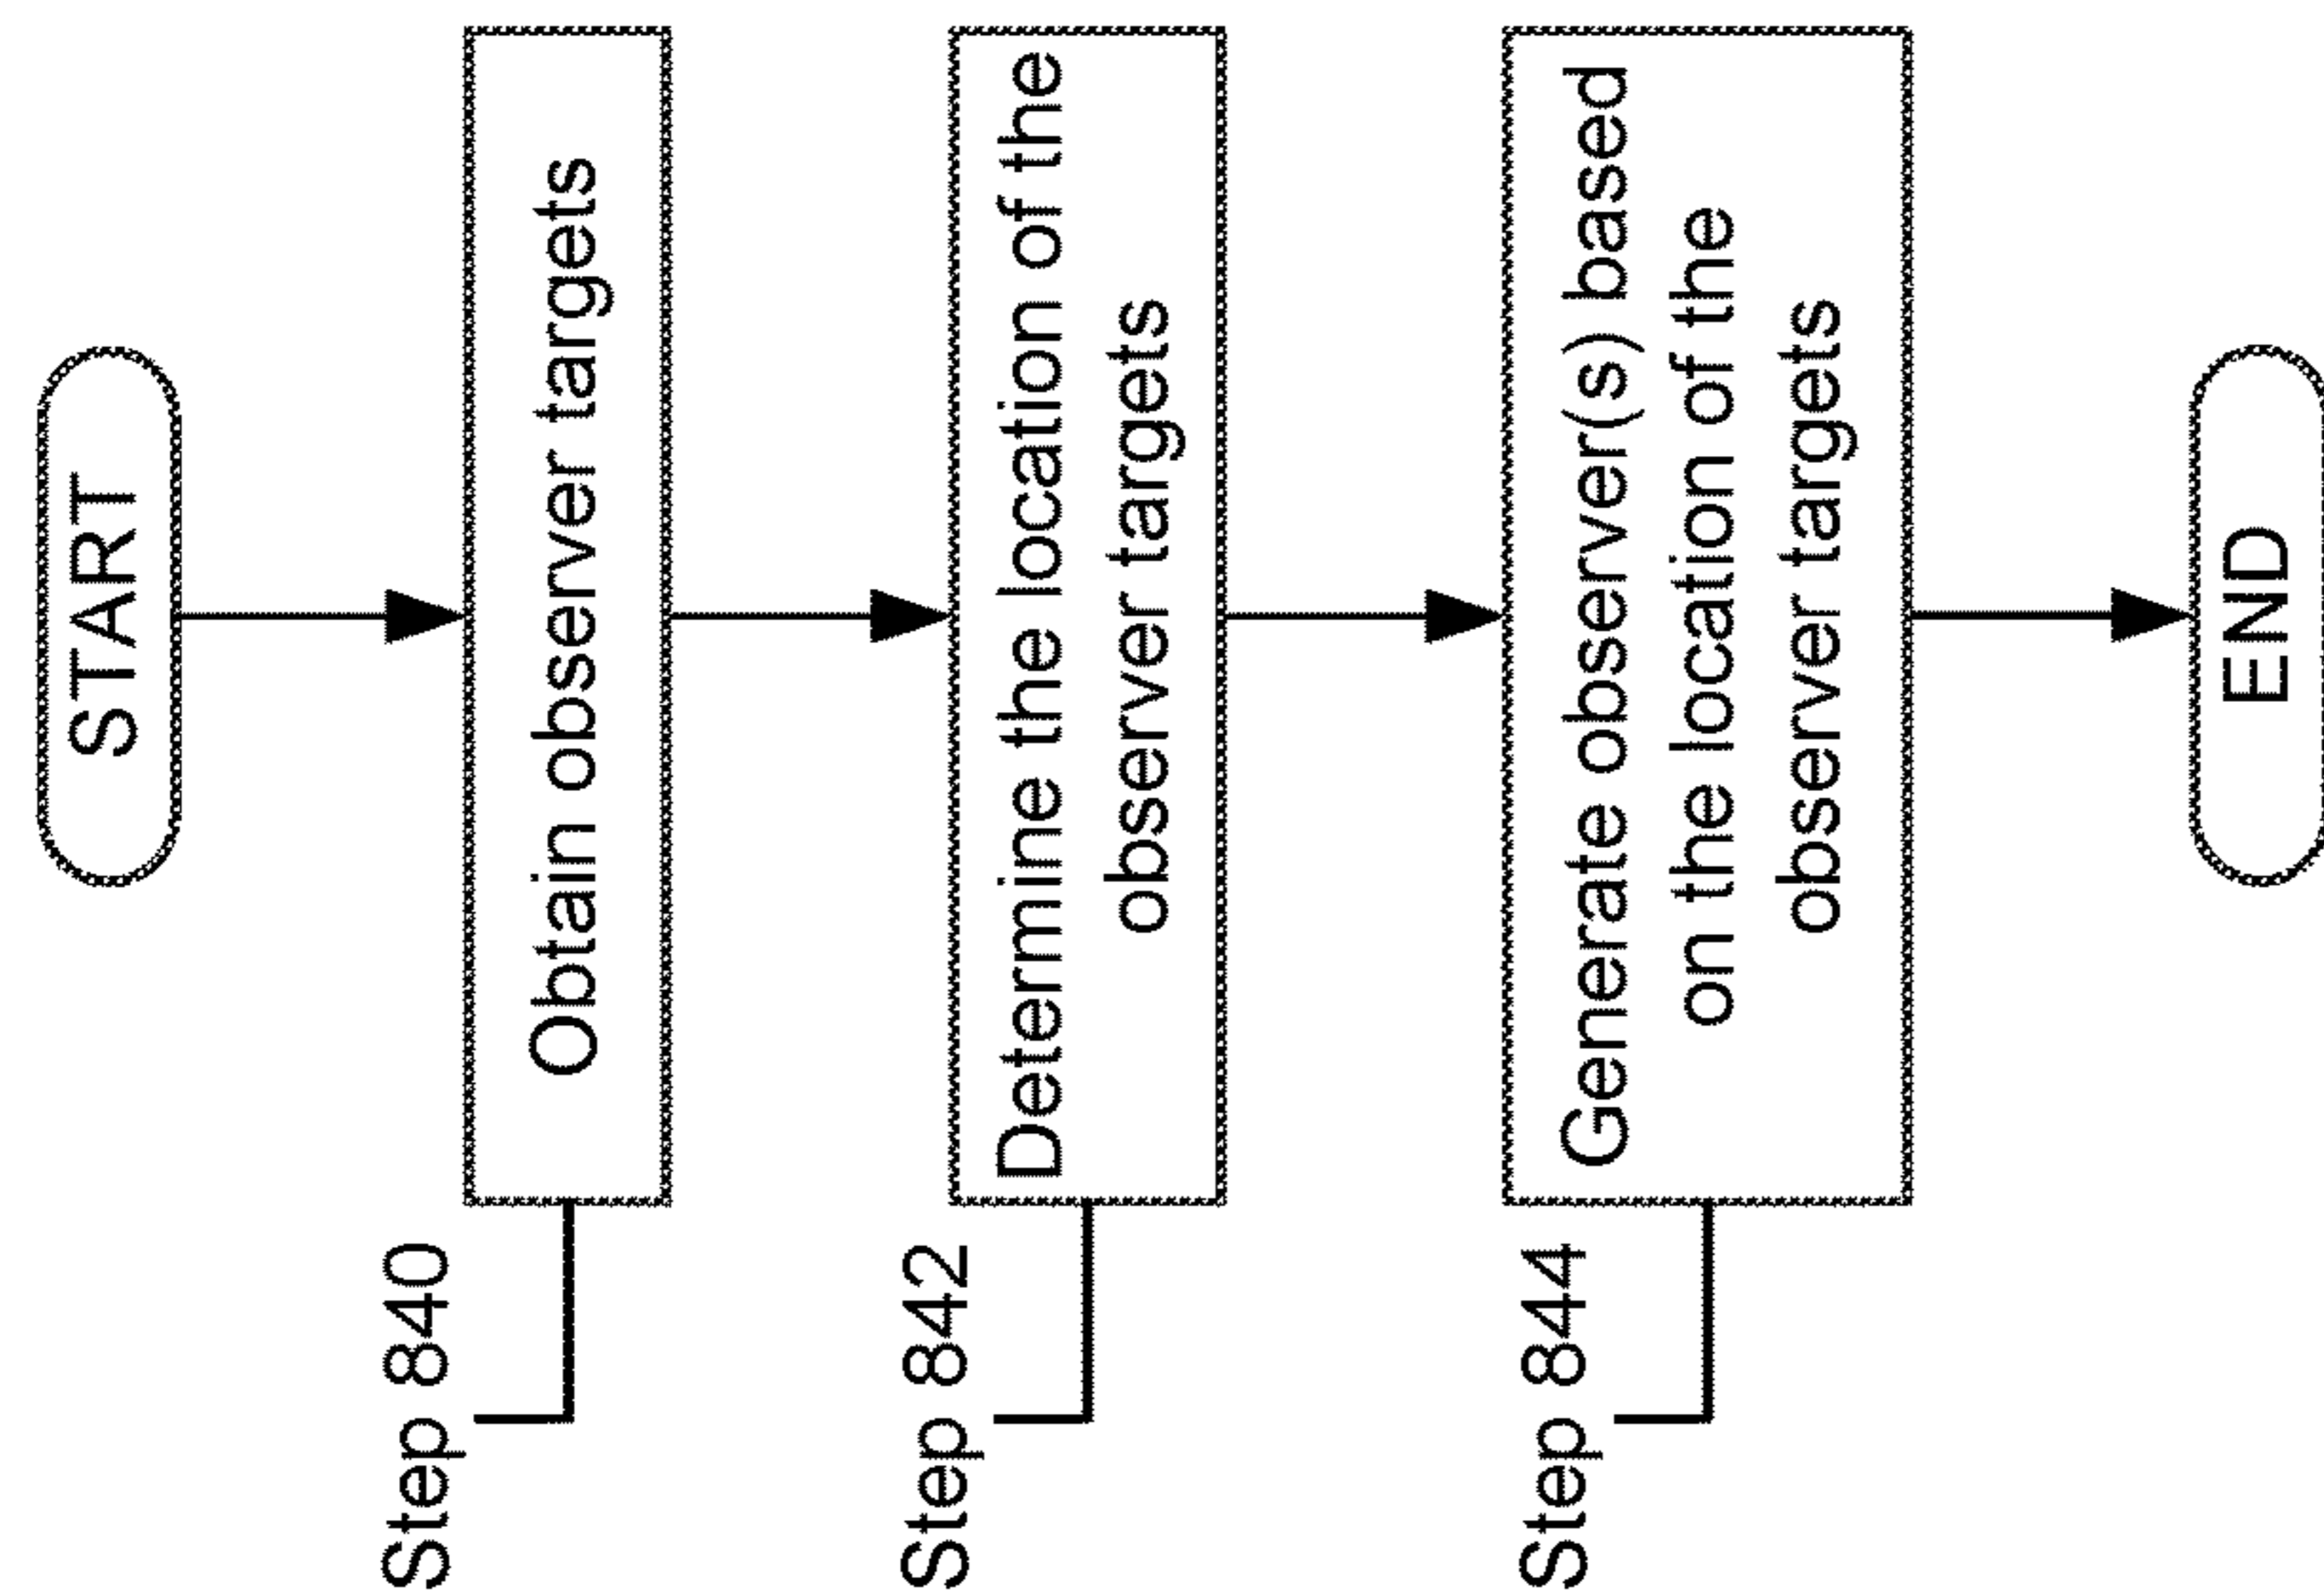 START
Step 840
Obtain observer targets
Step 842
Determine the location of the
observer targets
Step 844
Generate observer(s) based
on the location of the
observer targets
END